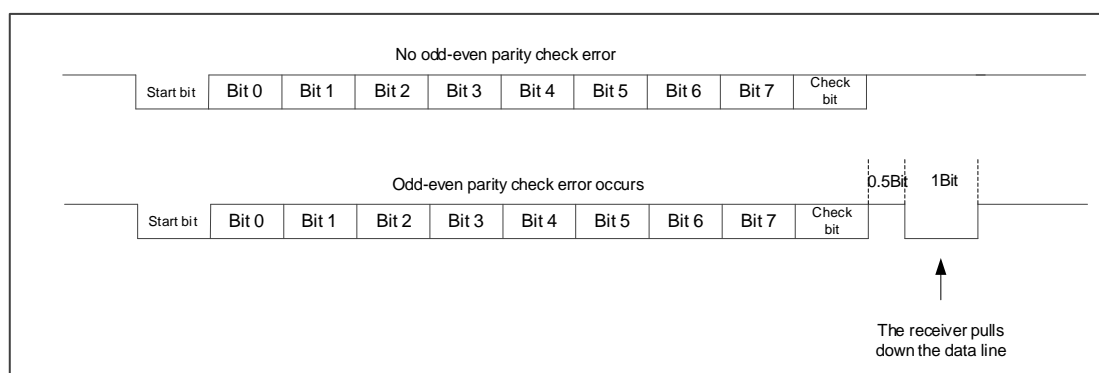 No odd-even parity check error
Start bit Bit 0 Bit 1 Bit 2 Bit 3 Bit 4 Bit 5 Bit 6 Bit 7 Check
bit
Odd-even parity check error occurs
0.5Bit 1Bit
Start bit Bit 0 Bit 1 Bit 2 Bit 3 Bit 4 Bit 5 Bit 6 Bit 7 Check
bit
The receiver pulls
down the data line